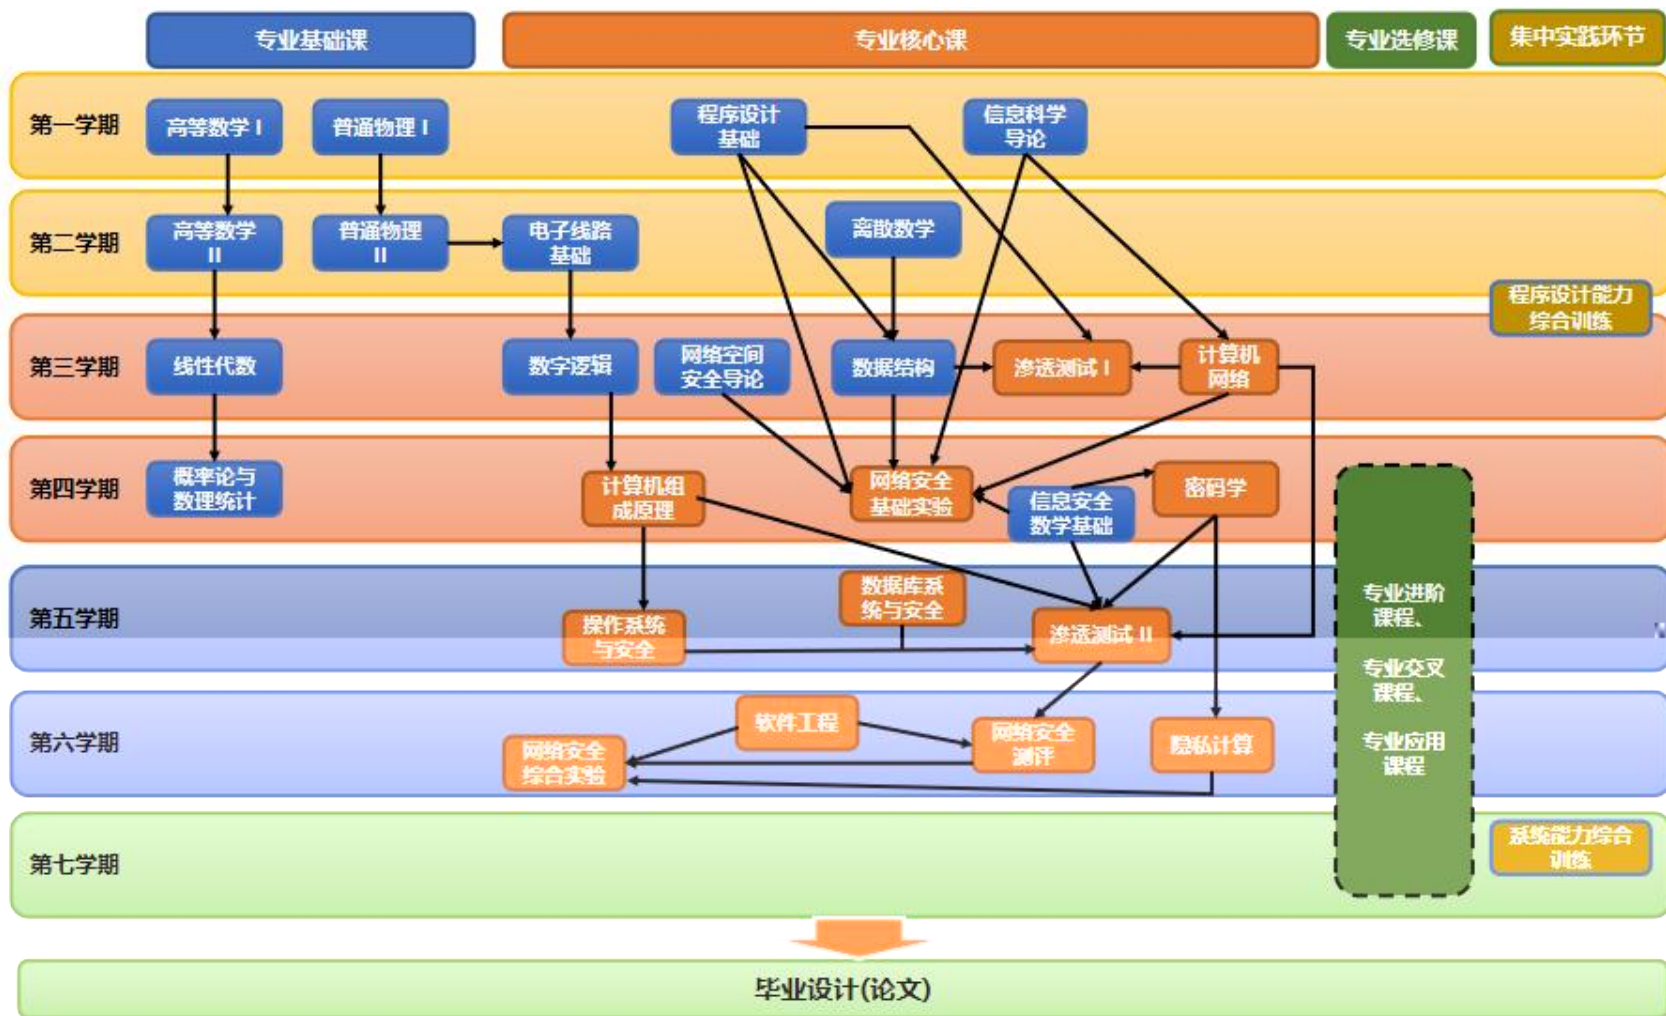 专业基础课
专业核心课
专业选修课
集中实践环节
第一学期
高等数学 I
普通物理 I
程序设计
基础
信息科学
导论
第二学期
高等数学
II
普通物理
II
电子线路
基础
离散数学
程序设计能力
综合训练
第三学期
线性代数
数字逻辑
网络空间
安全导论
数据结构
渗透测试 I
计算机
网络
第四学期
概率论与
数理统计
计算机组
成原理
网络安全
基础实验
信息安全
数学基础
密码学
第五学期
操作系统
与安全
数据库系
统与安全
渗透测试 II
专业进阶
课程、
专业交叉
课程、
专业应用
课程
第六学期
网络安全
综合实验
软件工程
网络安全
测评
隐私计算
第七学期
系统能力综合
训练
毕业设计(论文)